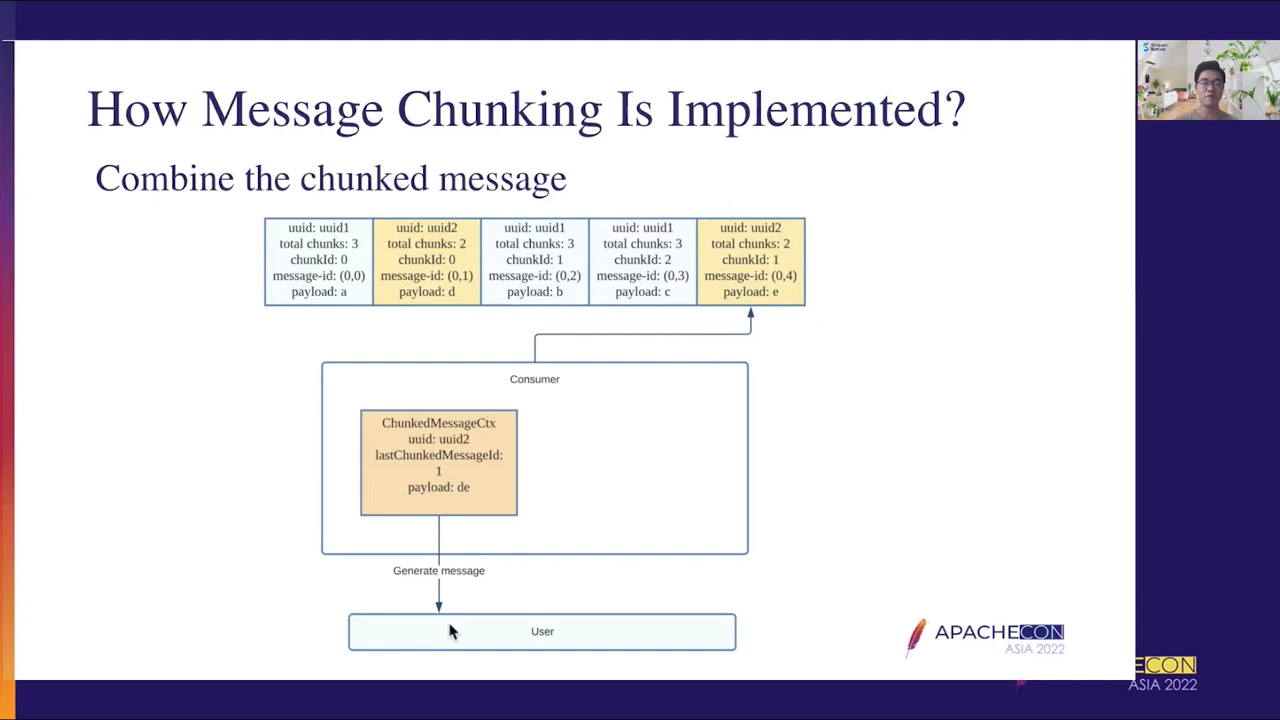 How Message Chunking Is Implemented?
Combine the chunked message
uuid: uuid1
total chunks: 3
chunkId: 0
message-id: (0,0)
payload: a
uuid: uuid2
total chunks: 2
chunkId: 0
message-id: (0,1)
payload: d
uuid: uuid1
total chunks: 3
chunkId: 1
message-id: (0,2)
payload: b
uuid: uuid1
total chunks: 3
chunkId: 2
message-id: (0,3)
payload: c
uuid: uuid2
total chunks: 2
chunkId: 1
message-id: (0,4)
payload: e
Consumer
ChunkedMessageCtx
uuid: uuid2
lastChunkedMessageId:
1
payload: de
Generate message
User
APACHECON
ASIA 2022
ECON
ASIA 2022
Stream
Native